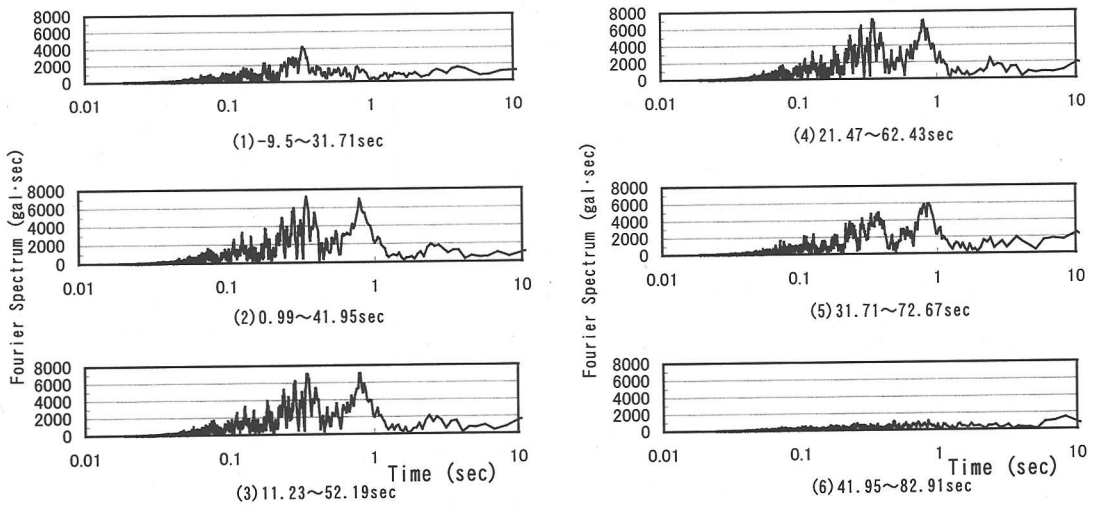 8000
6000
4000
2000
0
0.01 0.1 1 10
(1)-9.5～31.71sec
8000
6000
4000
2000
0
0.01 0.1 1 10
(2)0.99～41.95sec
8000
6000
4000
2000
0
0.01 0.1 1 10
Time (sec)
(3)11.23～52.19sec
Fourier Spectrum (gal·sec)
8000
6000
4000
2000
0
0.01 0.1 1 10
(4)21.47～62.43sec
8000
6000
4000
2000
0
0.01 0.1 1 10
(5)31.71～72.67sec
8000
6000
4000
2000
0
0.01 0.1 1 10
Time (sec)
(6)41.95～82.91sec
Fourier Spectrum (gal·sec)